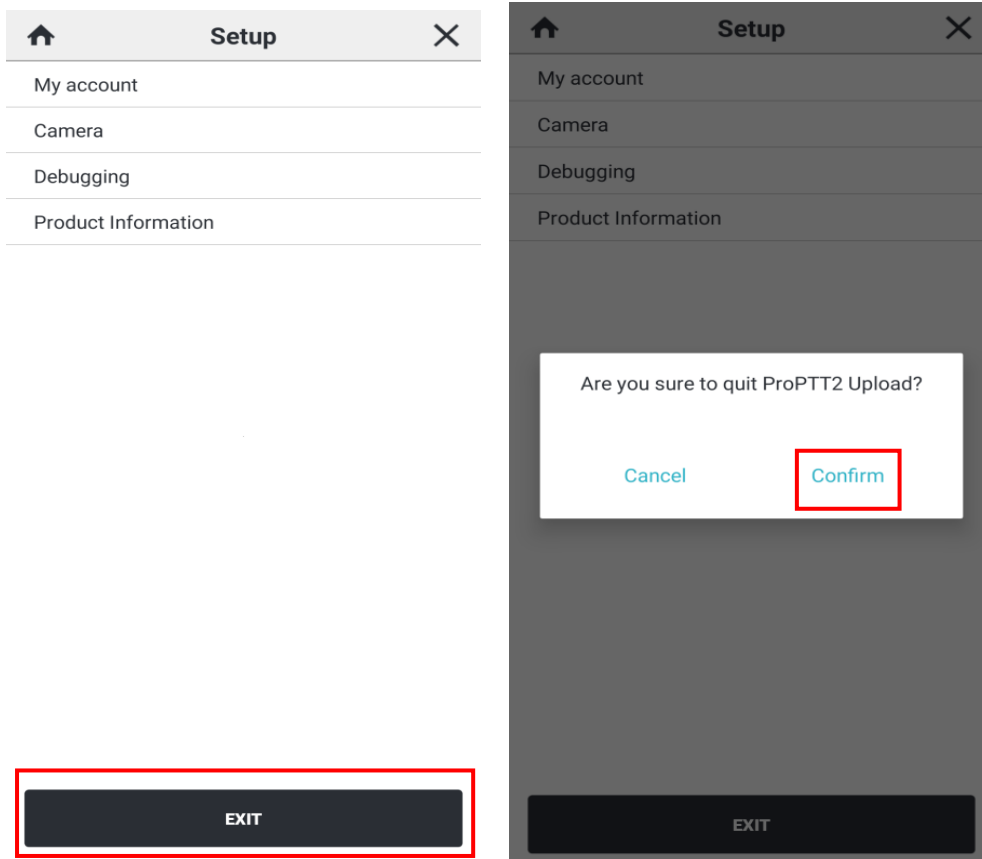 Setup
My account
Camera
Debugging
Product Information
EXIT
Setup
My account
Camera
Debugging
Product Information
Are you sure to quit ProPTT2 Upload?
Cancel Confirm
EXIT